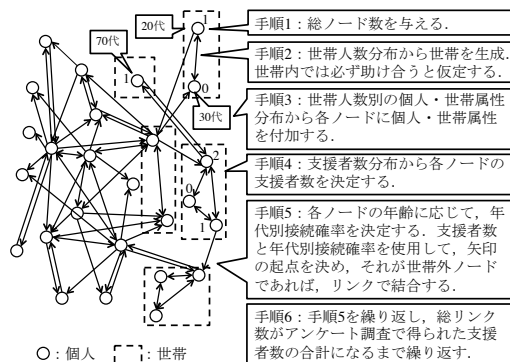 20代
1
70代
1
0
30代
2
0
1
手順1：総ノード数を与える．
手順2：世帯人数分布から世帯を生成．
世帯内では必ず助け合うと仮定する．
手順3：世帯人数別の個人・世帯属性
分布から各ノードに個人・世帯属性
を付加する．
手順4：支援者数分布から各ノードの
支援者数を決定する．
手順5：各ノードの年齢に応じて，年
代別接続確率を決定する．支援者数
と年代別接続確率を使用して，矢印
の起点を決め，それが世帯外ノード
であれば，リンクで結合する．
手順6：手順5を繰り返し，総リンク
数がアンケート調査で得られた支援
者数の合計になるまで繰り返す．
：個人
：世帯